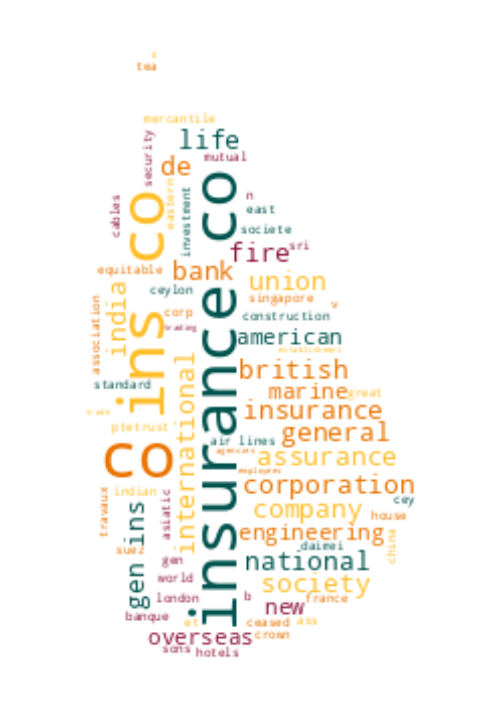 tea
mercantile
security
life
mutual
de
cables
eastern
investment
ins co
insurance co
n
east
societe
fire
sri
equitable
bank
union
ceylon
singapore
v
india
association
corp
construction
trading
american
establishment
british
standard
international
marine
great
insurance
trade
ptetrust
general
air lines
co
agencies
assurance
employees
corporation
indian
asiatic
travaux
cey
company
house
gen ins
engineering
suez
daimei
china
gen
national
world
society
london
b
france
new
banque
et
ceased
ass
overseas
crown
sons
hotels